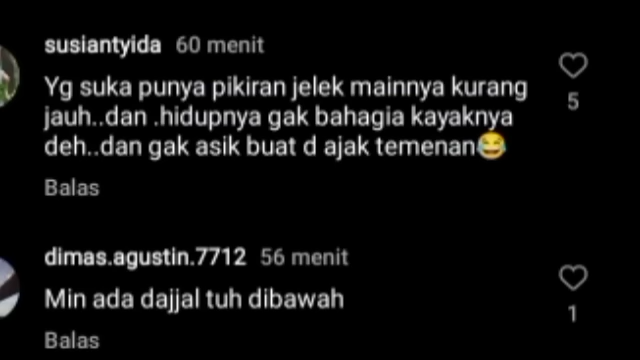 susiantyida 60 menit
Yg suka punya pikiran jelek mainnya kurang
jauh..dan .hidupnya gak bahagia kayaknya
deh..dan gak asik buat d ajak temenan😂
5
Balas
dimas.agustin.7712 56 menit
Min ada dajjal tuh dibawah
1
Balas